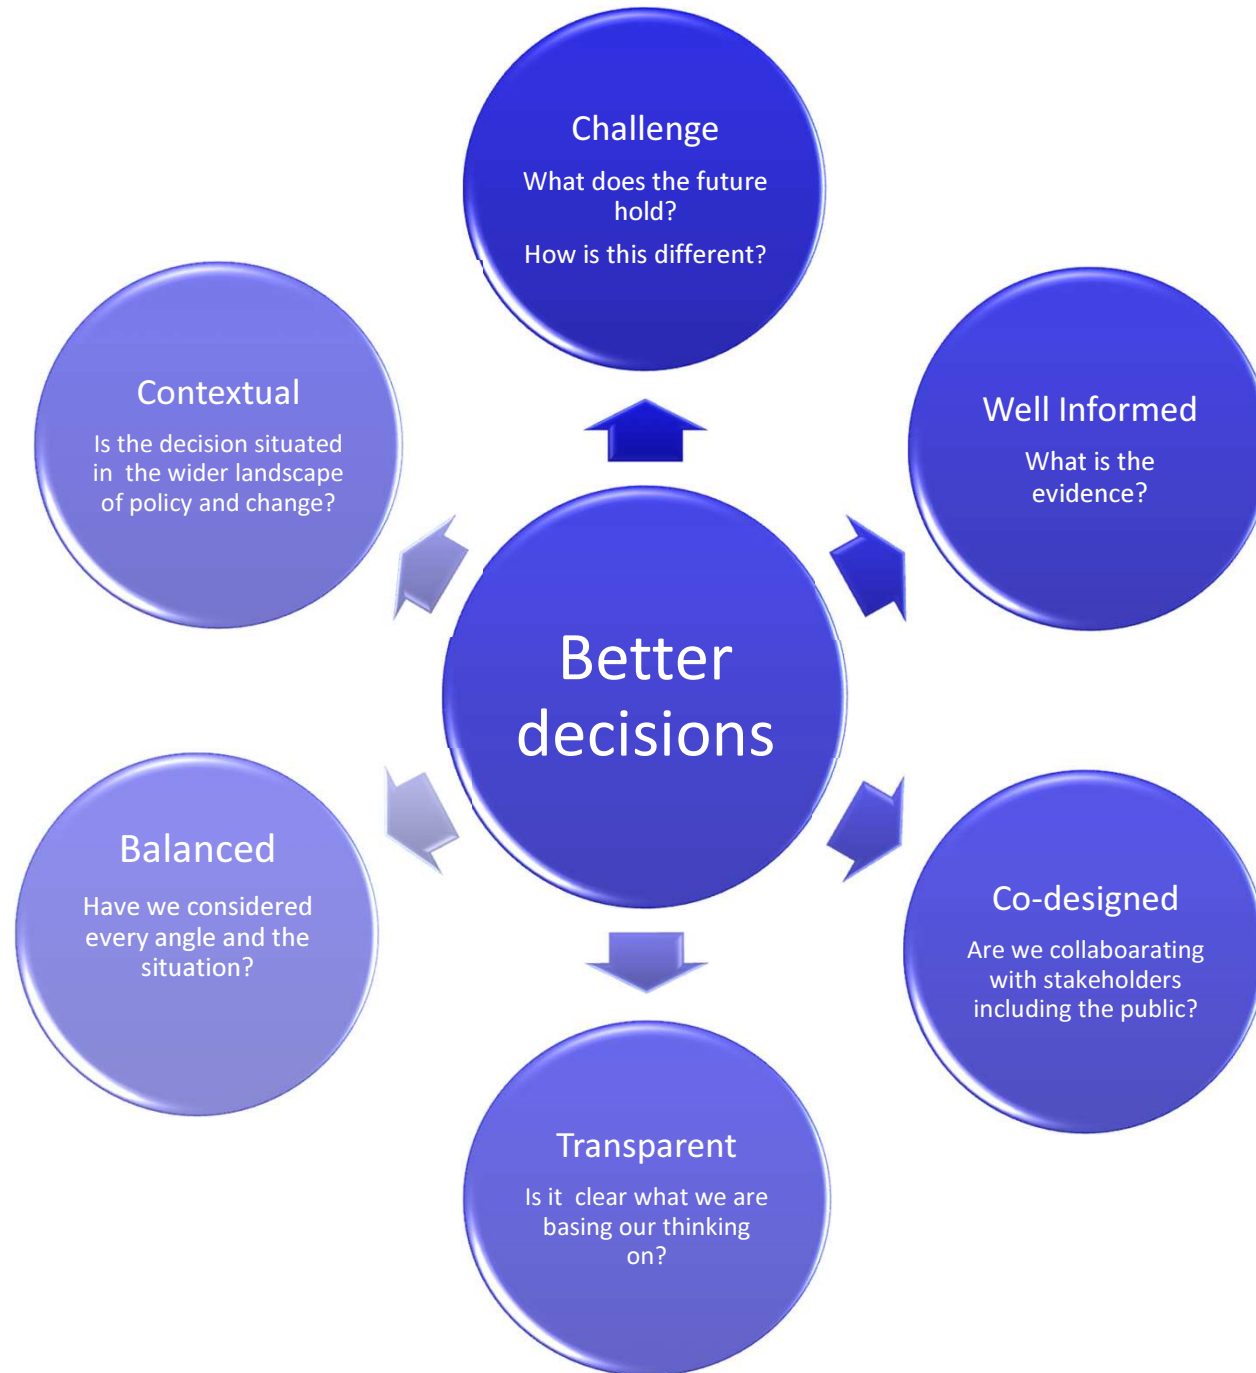 Challenge
What does the future
hold?
How is this different?
Well Informed
What is the
evidence?
Co-designed
Are we collaboarating
with stakeholders
including the public?
Transparent
Is it clear what we are
basing our thinking
on?
Balanced
Have we considered
every angle and the
situation?
Contextual
Is the decision situated
in the wider landscape
of policy and change?
Better
decisions